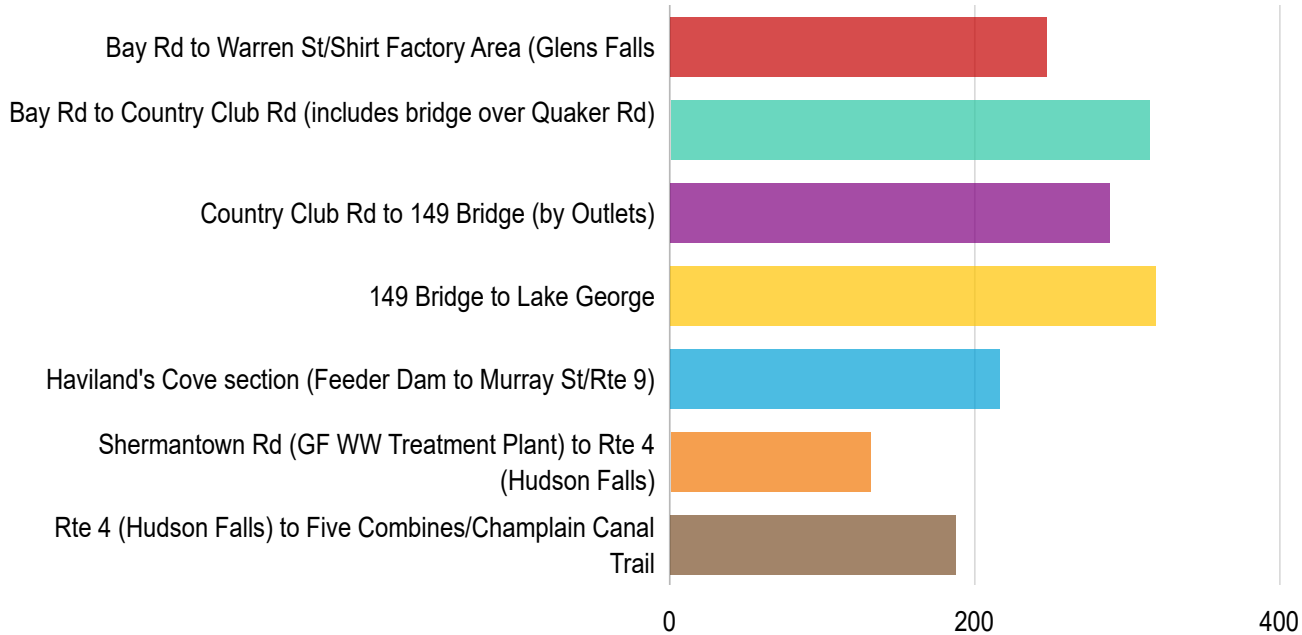 Bay Rd to Warren St/Shirt Factory Area (Glens Falls
Bay Rd to Country Club Rd (includes bridge over Quaker Rd)
Country Club Rd to 149 Bridge (by Outlets)
149 Bridge to Lake George
Haviland's Cove section (Feeder Dam to Murray St/Rte 9)
Shermantown Rd (GF WW Treatment Plant) to Rte 4
(Hudson Falls)
Rte 4 (Hudson Falls) to Five Combines/Champlain Canal
Trail
0 200 400